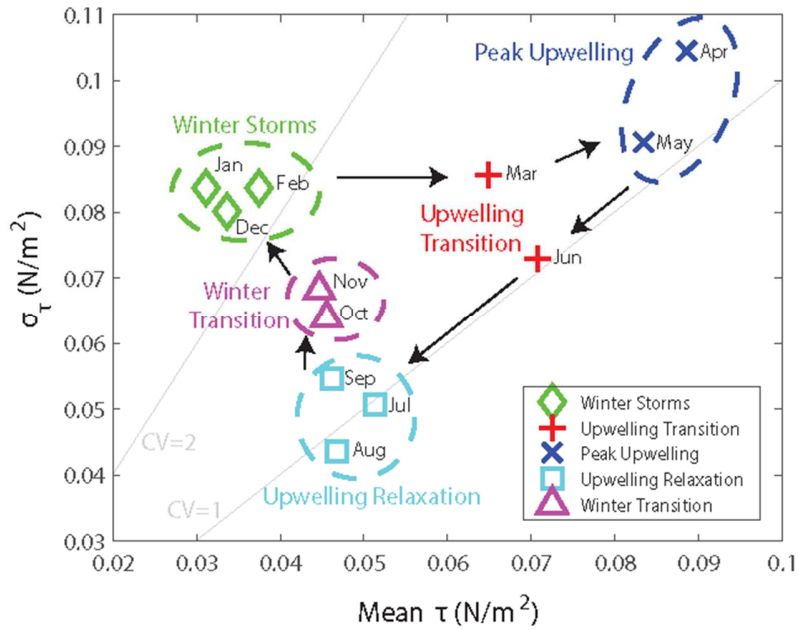 0.11
0.1
0.09
0.08
0.07
0.06
0.05
0.04
0.03
στ (N/m²)
Peak Upwelling
Apr
May
Winter Storms
Jan
Feb
Dec
Mar
Upwelling
Transition
Jun
Winter
Transition
Nov
Oct
Sep
Jul
Aug
Upwelling Relaxation
CV=2
CV=1
Winter Storms
Upwelling Transition
Peak Upwelling
Upwelling Relaxation
Winter Transition
0.02 0.03 0.04 0.05 0.06 0.07 0.08 0.09 0.1
Mean τ (N/m²)